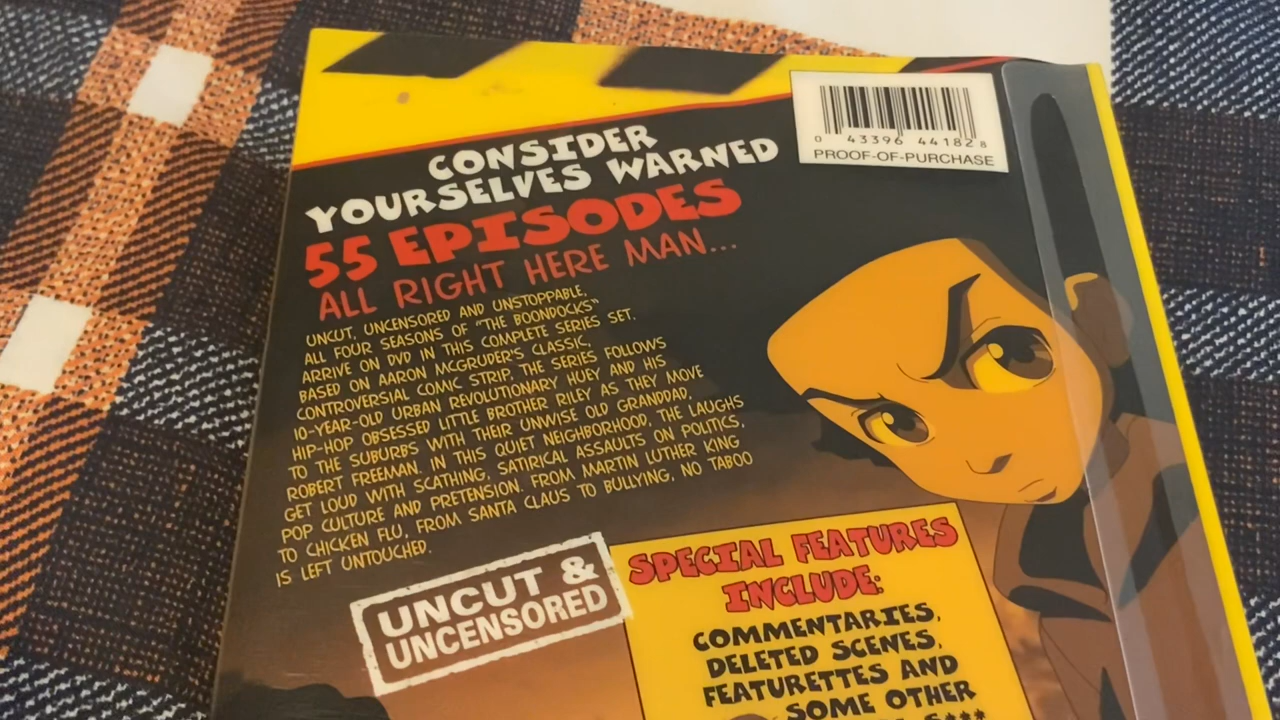 CONSIDER
YOURSELVES WARNED
55 EPISODES
ALL RIGHT HERE MAN...
UNCUT, UNCENSORED AND UNSTOPPABLE,
ALL FOUR SEASONS OF "THE BOONDOCKS"
ARRIVE ON DVD IN THIS COMPLETE SERIES SET.
BASED ON AARON MCGRUDER'S CLASSIC,
CONTROVERSIAL COMIC STRIP, THE SERIES FOLLOWS
10-YEAR-OLD URBAN REVOLUTIONARY HUEY AND HIS
HIP-HOP OBSESSED LITTLE BROTHER RILEY AS THEY MOVE
TO THE SUBURBS WITH THEIR UNWISE OLD GRANDDAD,
ROBERT FREEMAN. IN THIS QUIET NEIGHBORHOOD, THE LAUGHS
GET LOUD WITH SCATHING, SATIRICAL ASSAULTS ON POLITICS,
POP CULTURE AND PRETENSION. FROM MARTIN LUTHER KING
TO CHICKEN FLU, FROM SANTA CLAUS TO BULLYING, NO TABOO
IS LEFT UNTOUCHED.
0 43396 44182 8
PROOF-OF-PURCHASE
UNCUT &
UNCENSORED
SPECIAL FEATURES
INCLUDE:
COMMENTARIES,
DELETED SCENES,
FEATURETTES AND
SOME OTHER